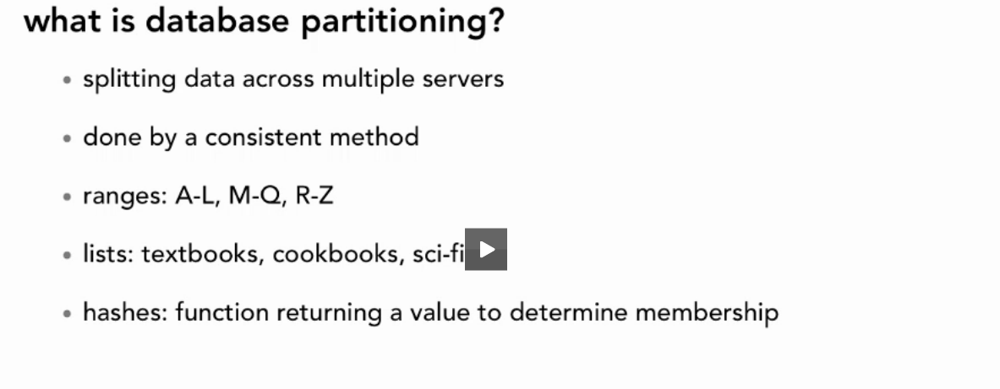 what is database partitioning?
• splitting data across multiple servers
• done by a consistent method
• ranges: A-L, M-Q, R-Z
• lists: textbooks, cookbooks, sci-fi
• hashes: function returning a value to determine membership